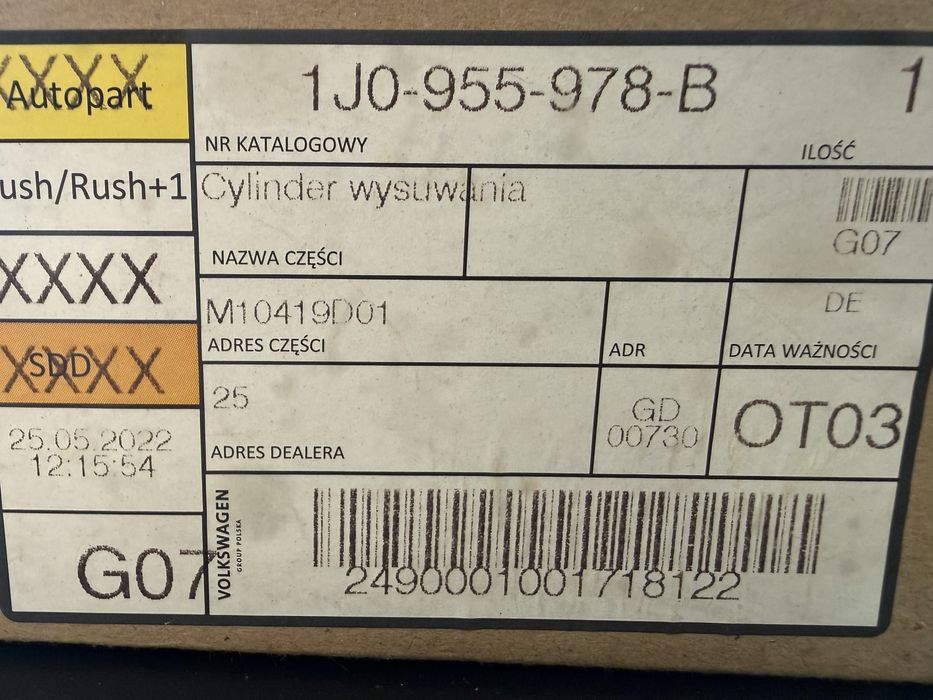 XXXX
Autopart
1J0-955-978-B
1
NR KATALOGOWY
ILOŚĆ
ush/Rush+1
Cylinder wysuwania
NAZWA CZĘŚCI
G07
XXXX
M10419D01
ADRES CZĘŚCI
ADR
DE
DATA WAŻNOŚCI
XXXX
SDD
25
ADRES DEALERA
GD
00730
OT03
25.05.2022
12:15:54
G07
VOLKSWAGEN
GROUP POLSKA
2490001001718122